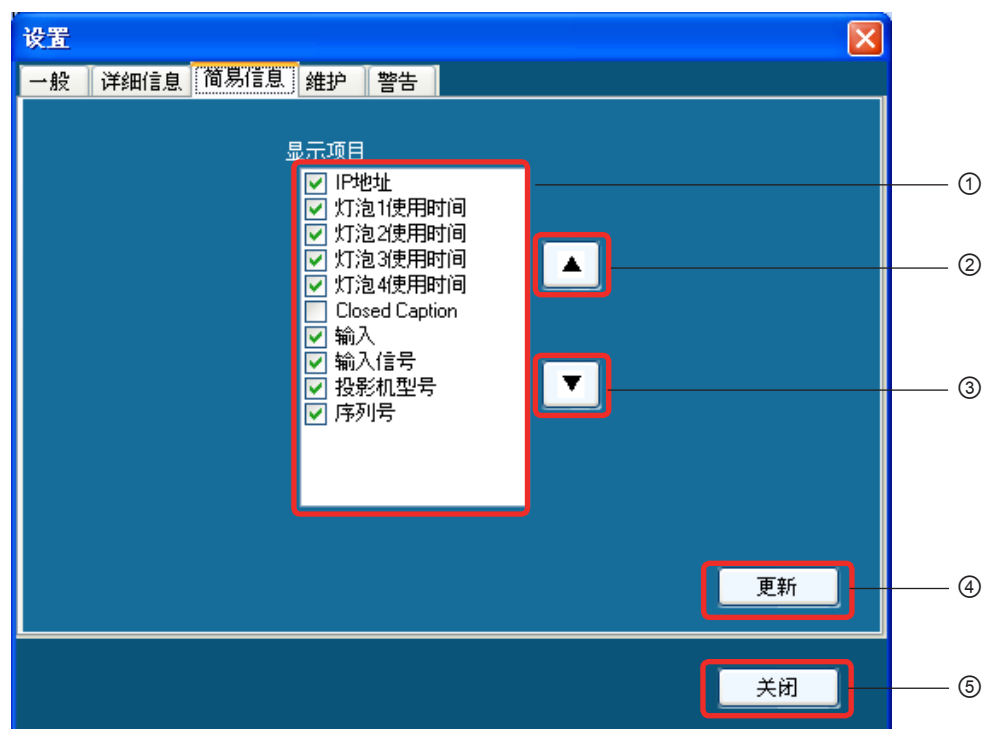 设置
一般 详细信息 简易信息 维护 警告
显示项目
IP地址 ①
灯泡1使用时间
灯泡2使用时间
灯泡3使用时间 ②
灯泡4使用时间
Closed Caption
输入
输入信号
投影机型号 ③
序列号
更新 ④
关闭 ⑤